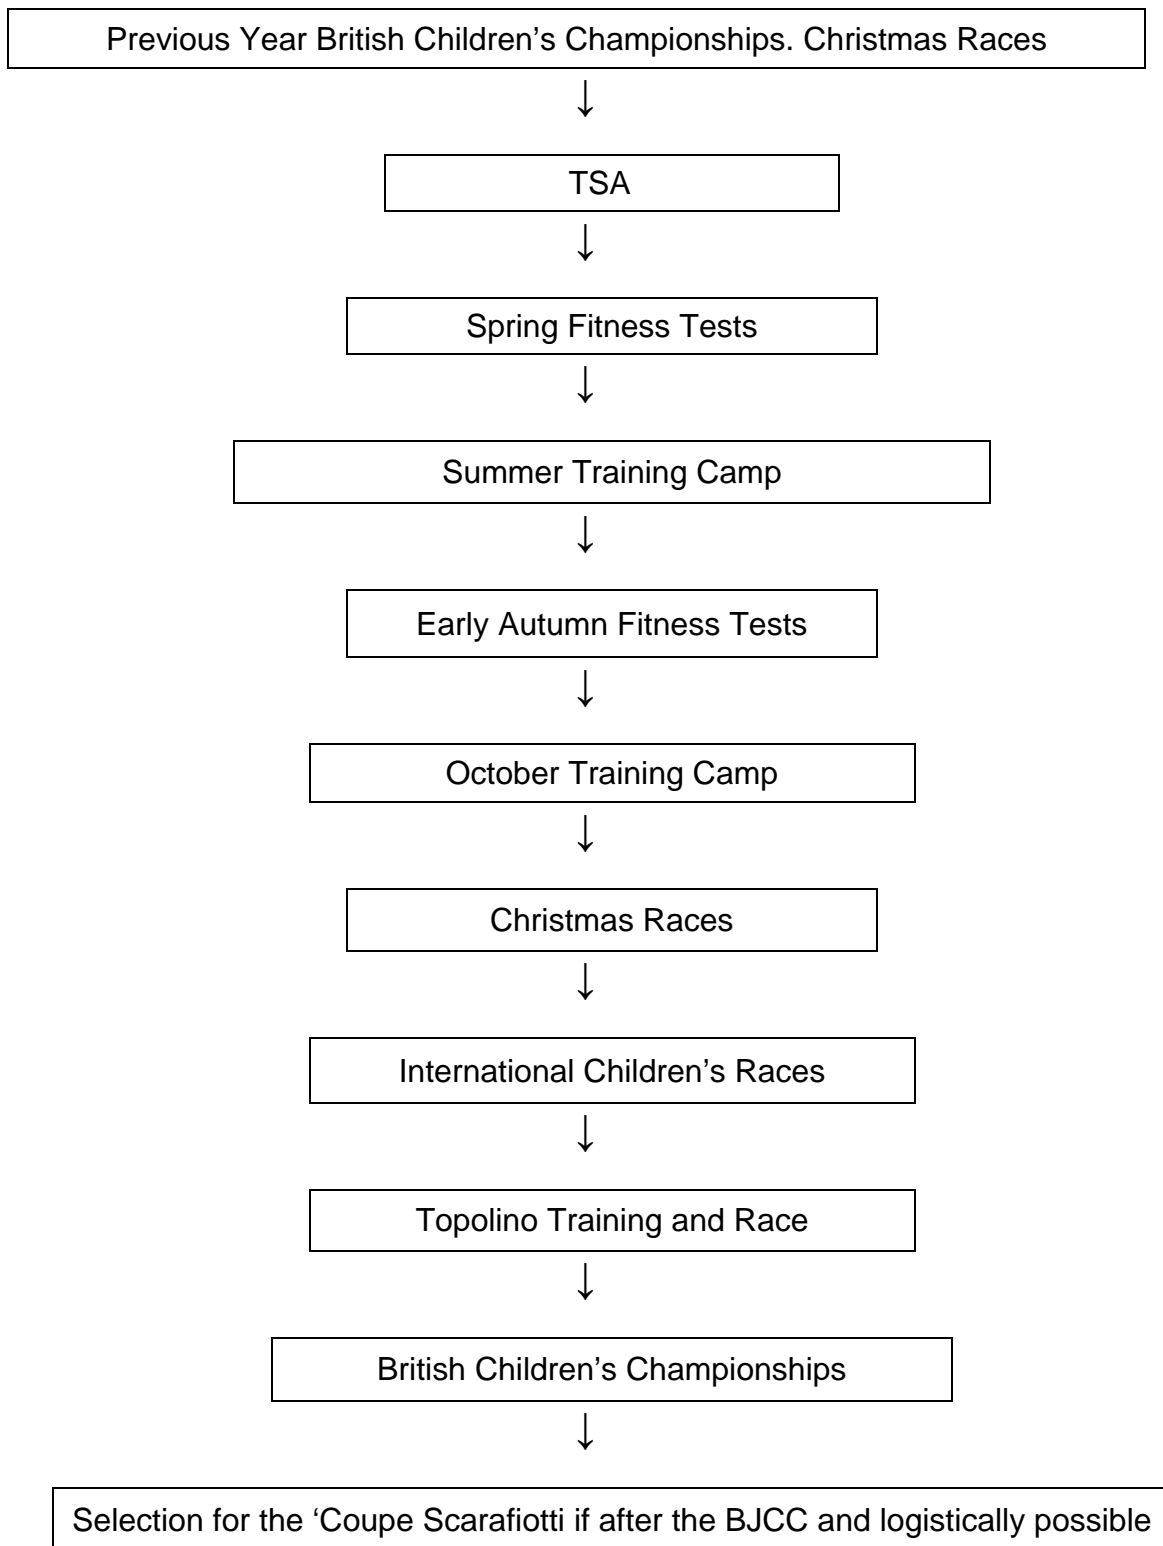 Previous Year British Children’s Championships. Christmas Races
↓
TSA
↓
Spring Fitness Tests
↓
Summer Training Camp
↓
Early Autumn Fitness Tests
↓
October Training Camp
↓
Christmas Races
↓
International Children’s Races
↓
Topolino Training and Race
↓
British Children’s Championships
↓
Selection for the ‘Coupe Scarafiotti if after the BJCC and logistically possible